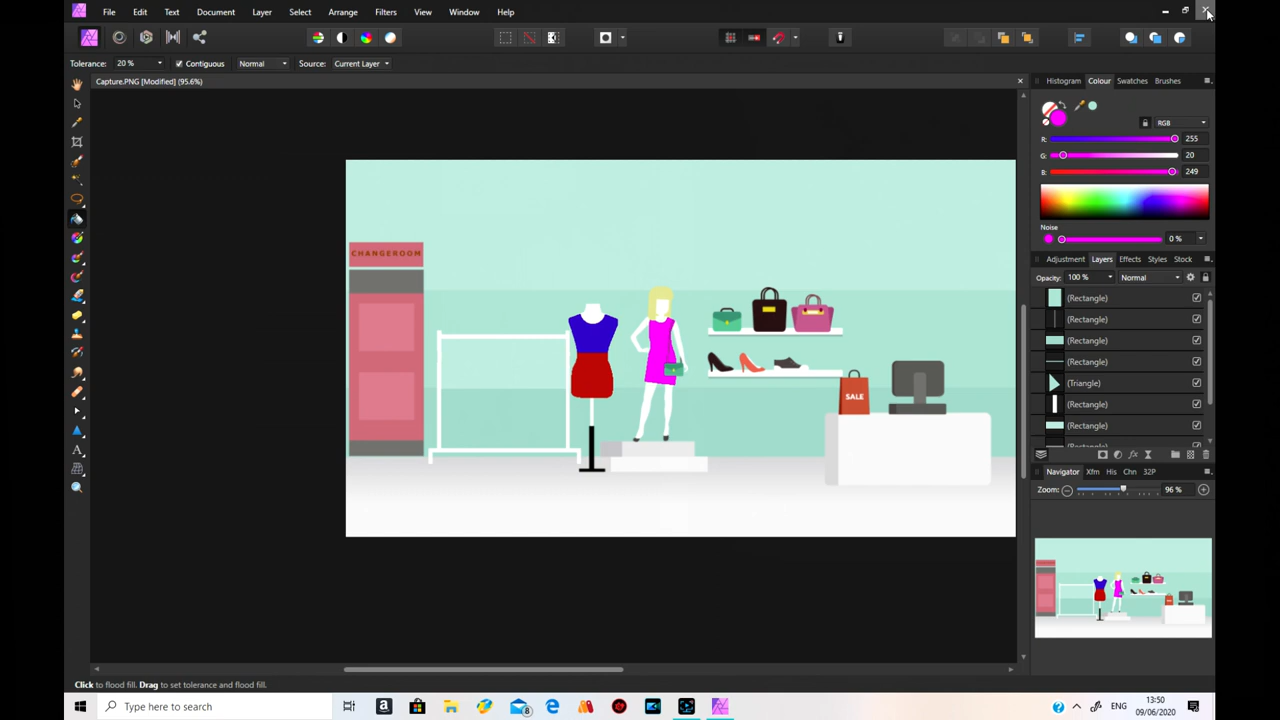 File Edit Text Document Layer Select Arrange Filters View Window Help
Tolerance: 20 % Contiguous Normal Source: Current Layer
Capture.PNG [Modified] (95.6%)
Histogram Colour Swatches Brushes
RGB
R: 255
G: 20
B: 249
Noise
0 %
Adjustment Layers Effects Styles Stock
Opacity: 100 % Normal
(Rectangle)
(Rectangle)
(Rectangle)
(Rectangle)
(Triangle)
(Rectangle)
(Rectangle)
(Rectangle)
Navigator Xfm His Chn 32P
Zoom: 96 %
CHANGEROOM
SALE
Click to flood fill. Drag to set tolerance and flood fill.
Type here to search
8
ENG
13:50
09/06/2020